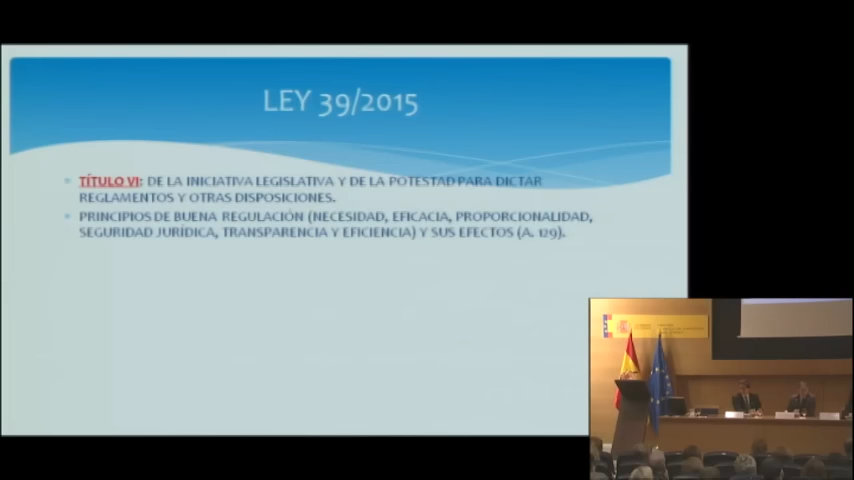 LEY 39/2015
TÍTULO VI: DE LA INICIATIVA LEGISLATIVA Y DE LA POTESTAD PARA DICTAR
REGLAMENTOS Y OTRAS DISPOSICIONES.
PRINCIPIOS DE BUENA REGULACIÓN (NECESIDAD, EFICACIA, PROPORCIONALIDAD,
SEGURIDAD JURÍDICA, TRANSPARENCIA Y EFICIENCIA) Y SUS EFECTOS (A. 129).